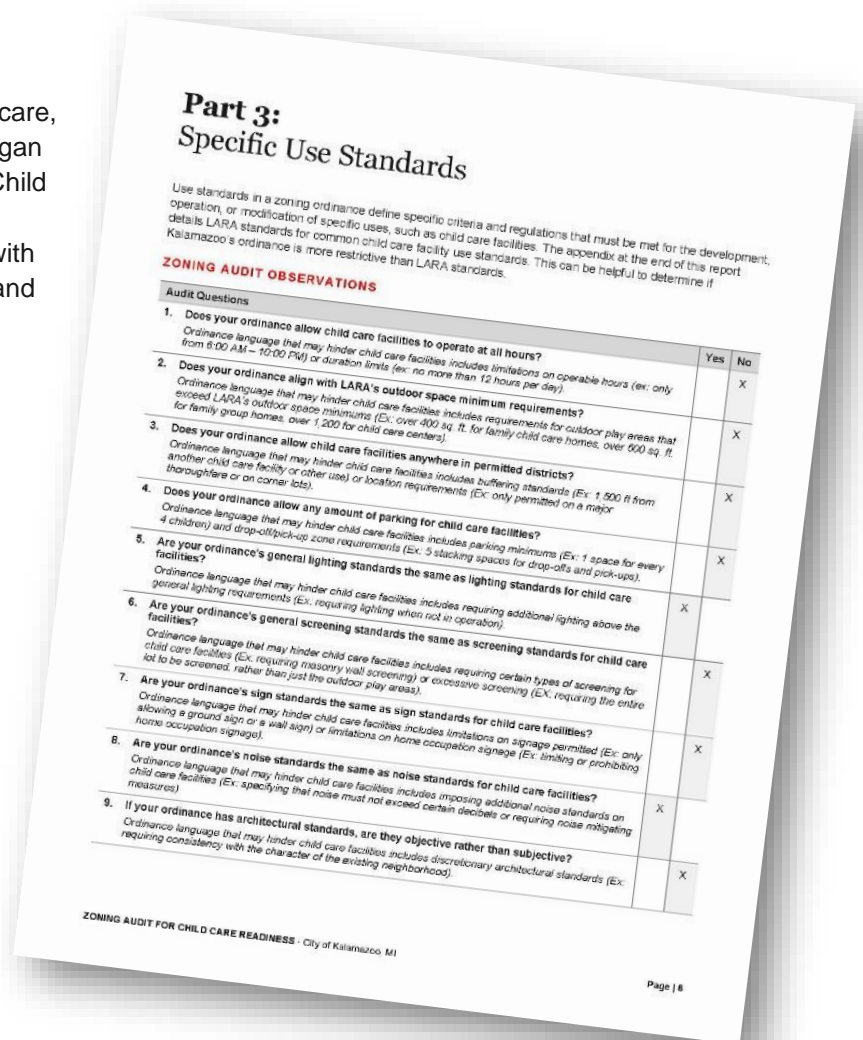 care,
gan
Child
with
and
Part 3:
Specific Use Standards
Use standards in a zoning ordinance define specific criteria and regulations that must be met for the development,
operation, or modification of specific uses, such as child care facilities. The appendix at the end of this report
details LARA standards for common child care facility use standards. This can be helpful to determine if
Kalamazoo's ordinance is more restrictive than LARA standards.
ZONING AUDIT OBSERVATIONS
Audit Questions Yes No
1. Does your ordinance allow child care facilities to operate at all hours?
Ordinance language that may hinder child care facilities includes limitations on operable hours (ex: only
from 6:00 AM – 10:00 PM) or duration limits (ex: no more than 12 hours per day).
X
2. Does your ordinance align with LARA's outdoor space minimum requirements?
Ordinance language that may hinder child care facilities includes requirements for outdoor play areas that
exceed LARA's outdoor space minimums (Ex: over 400 sq. ft. for family child care homes, over 600 sq. ft.
for family group homes, over 1,200 for child care centers).
X
3. Does your ordinance allow child care facilities anywhere in permitted districts?
Ordinance language that may hinder child care facilities includes buffering standards (Ex: 1,500 ft from
another child care facility or other use) or location requirements (Ex: only permitted on a major
thoroughfare or on corner lots).
X
4. Does your ordinance allow any amount of parking for child care facilities?
Ordinance language that may hinder child care facilities includes parking minimums (Ex: 1 space for every
4 children) and drop-off/pick-up zone requirements (Ex: 5 stacking spaces for drop-offs and pick-ups).
X
5. Are your ordinance's general lighting standards the same as lighting standards for child care
facilities?
Ordinance language that may hinder child care facilities includes requiring additional lighting above the
general lighting requirements (Ex: requiring lighting when not in operation).
X
6. Are your ordinance's general screening standards the same as screening standards for child care
facilities?
Ordinance language that may hinder child care facilities includes requiring certain types of screening for
child care facilities (Ex: requiring masonry wall screening) or excessive screening (EX: requiring the entire
lot to be screened, rather than just the outdoor play areas).
X
7. Are your ordinance's sign standards the same as sign standards for child care facilities?
Ordinance language that may hinder child care facilities includes limitations on signage permitted (Ex: only
allowing a ground sign or a wall sign) or limitations on home occupation signage (Ex: limiting or prohibiting
home occupation signage).
X
8. Are your ordinance's noise standards the same as noise standards for child care facilities?
Ordinance language that may hinder child care facilities includes imposing additional noise standards on
child care facilities (Ex: specifying that noise must not exceed certain decibels or requiring noise mitigating
measures)
X
9. If your ordinance has architectural standards, are they objective rather than subjective?
Ordinance language that may hinder child care facilities includes discretionary architectural standards (Ex:
requiring consistency with the character of the existing neighborhood).
X
ZONING AUDIT FOR CHILD CARE READINESS - City of Kalamazoo, MI
Page | 6